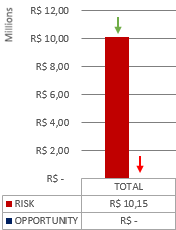 Millions
R$ 12,00
R$ 10,00
R$ 8,00
R$ 6,00
R$ 4,00
R$ 2,00
R$ -
TOTAL
RISK R$ 10,15
OPPORTUNITY R$ -